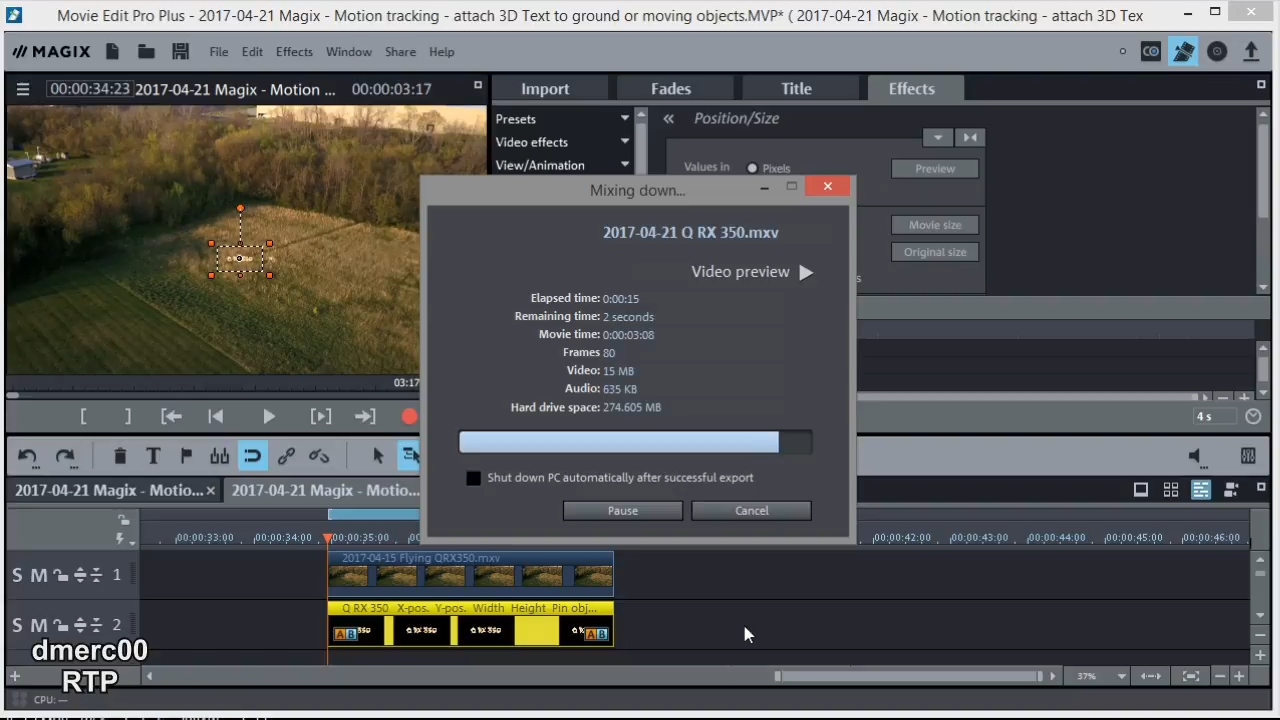 Movie Edit Pro Plus - 2017-04-21 Magix - Motion tracking - attach 3D Text to ground or moving objects.MVP* ( 2017-04-21 Magix - Motion tracking - attach 3D Tex
MAGIX File Edit Effects Window Share Help
00:00:34:23 2017-04-21 Magix - Motion ... 00:00:03:17
Import Fades Title Effects
Presets
Video effects
View/Animation
Position/Size
Values in Pixels
Preview
Movie size
Original size
Mixing down...
2017-04-21 Q RX 350.mxv
Video preview
Elapsed time: 0:00:15
Remaining time: 2 seconds
Movie time: 0:00:03:08
Frames 80
Video: 15 MB
Audio: 635 KB
Hard drive space: 274.605 MB
Shut down PC automatically after successful export
Pause Cancel
03:17
4 s
2017-04-21 Magix - Motio... 2017-04-21 Magix - Motio...
00:00:33:00 00:00:34:00 00:00:35:00 00:00:42:00 00:00:43:00 00:00:44:00 00:00:45:00 00:00:46:00
S M 1
2017-04-15 Flying QRX350.mxv
S M 2
Q RX 350 X-pos. Y-pos. Width Height Pin obj...
A B
Q RX 350
Q RX 350
A B
dmerc00
RTP
37%
CPU: —